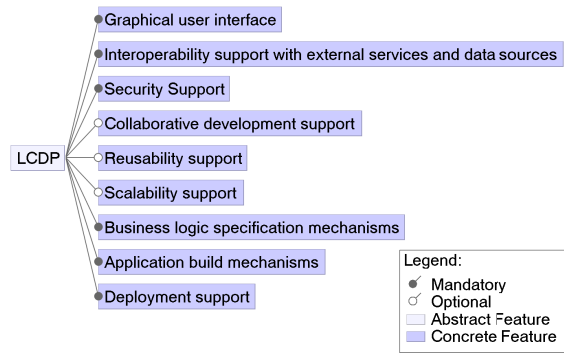 Graphical user interface
Interoperability support with external services and data sources
Security Support
Collaborative development support
LCDP
Reusability support
Scalability support
Business logic specification mechanisms
Application build mechanisms
Deployment support
Legend:
Mandatory
Optional
Abstract Feature
Concrete Feature